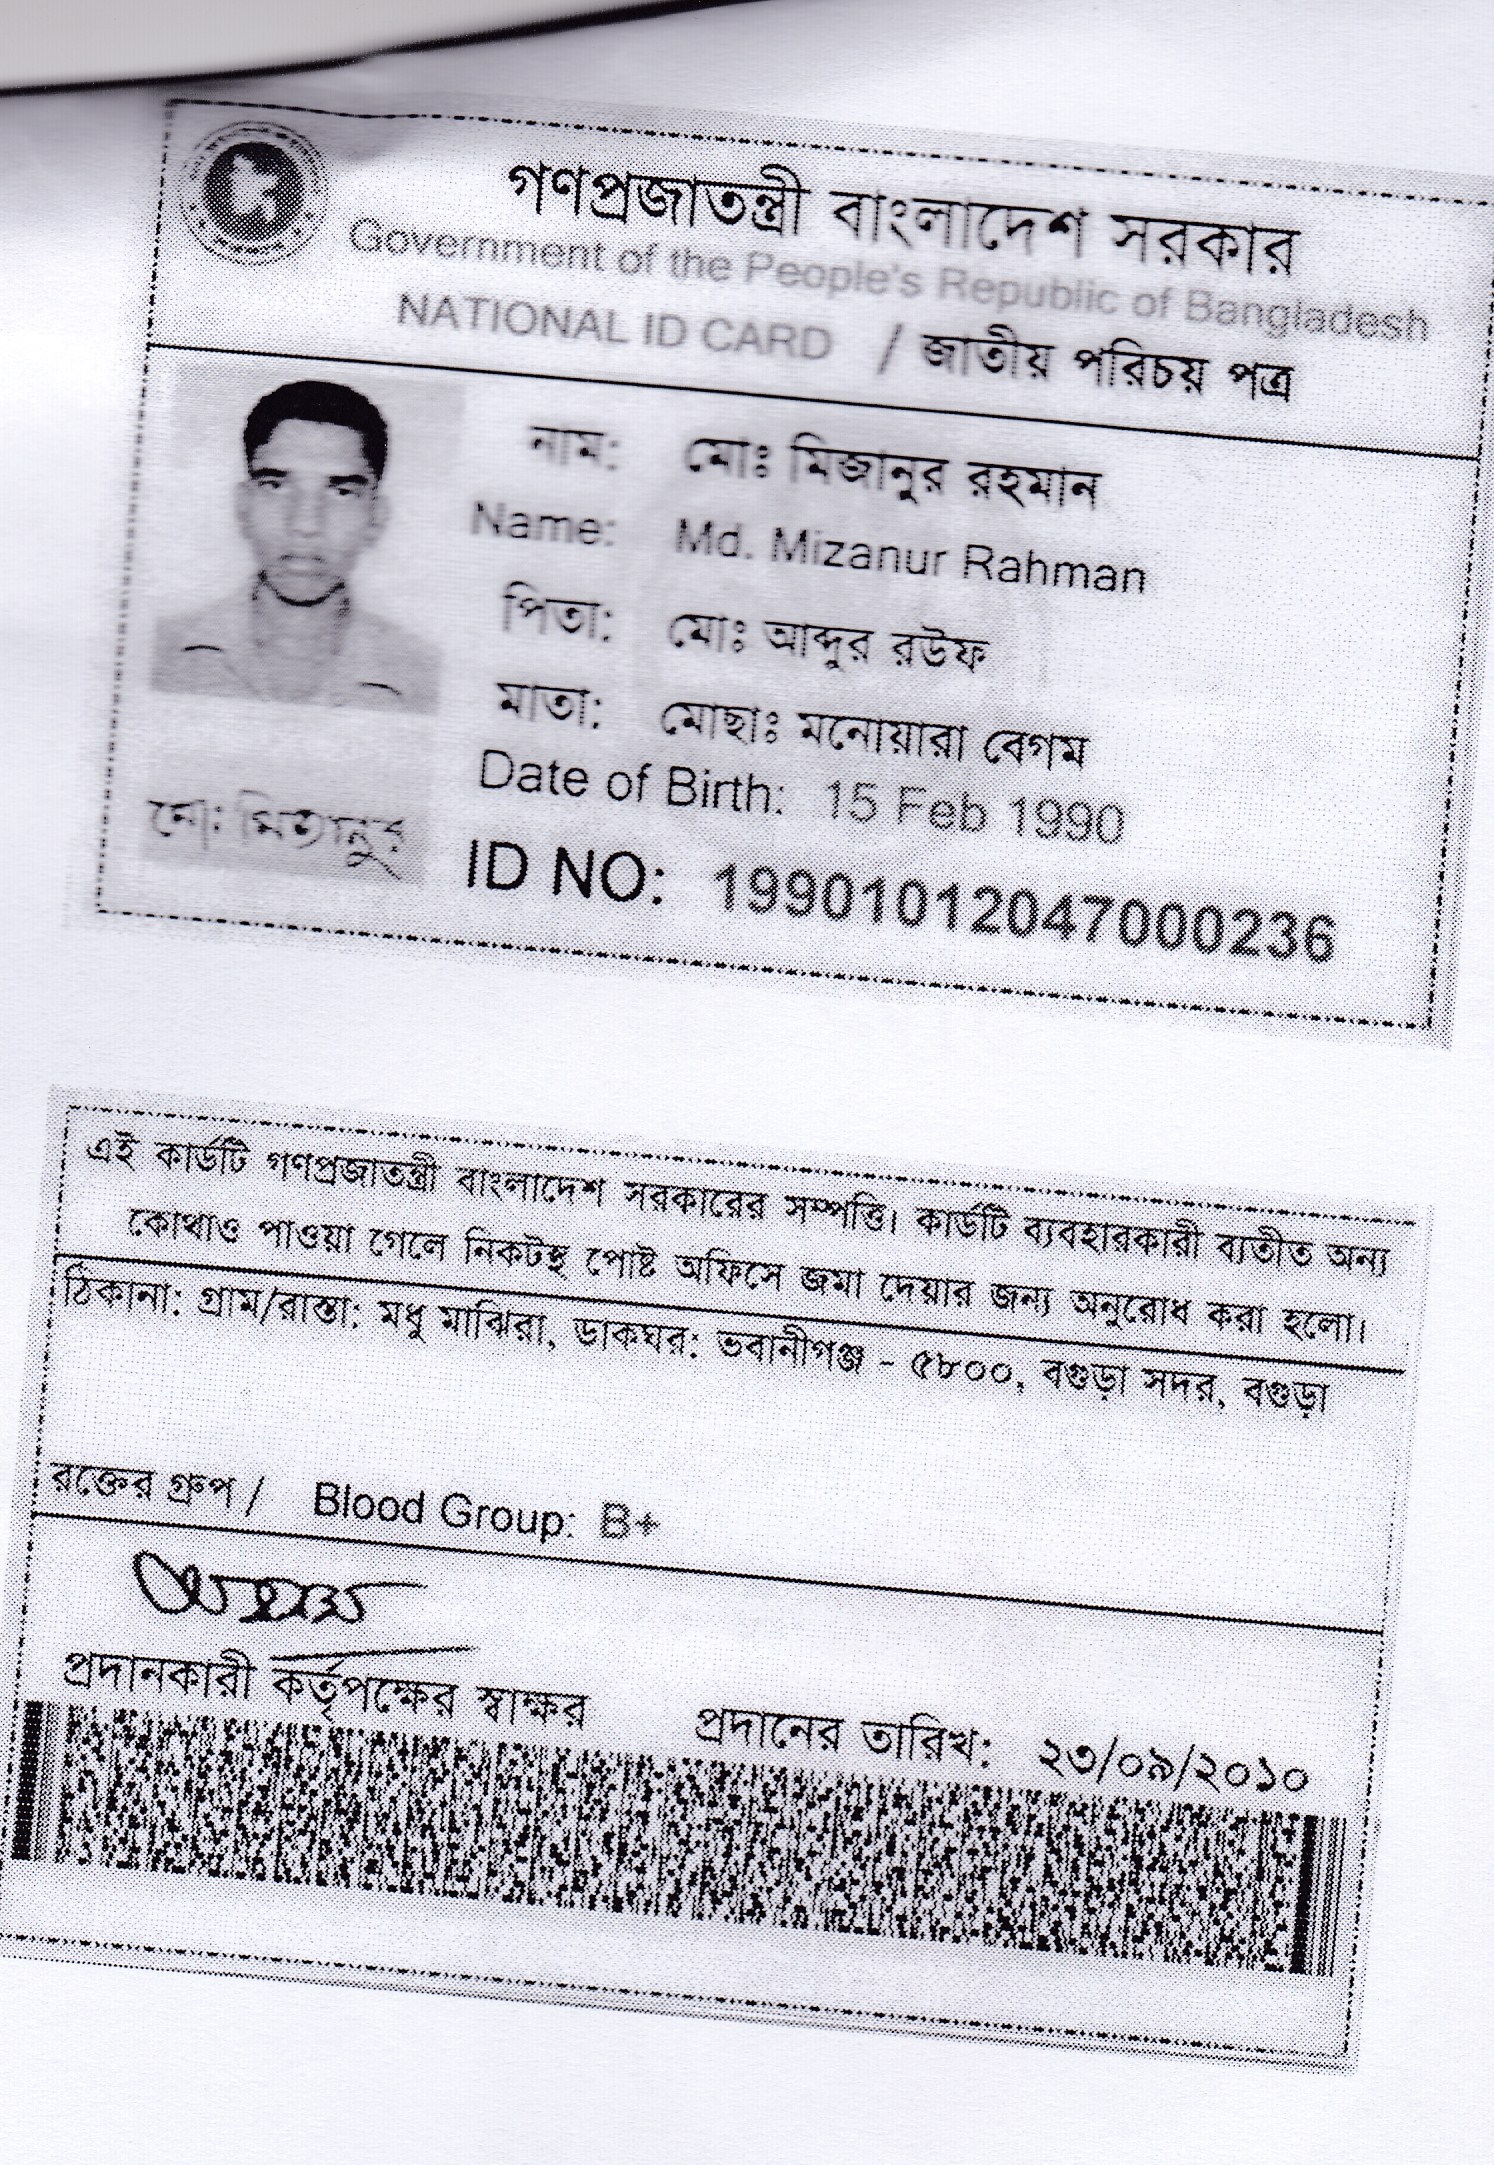 গণপ্রজাতন্ত্রী বাংলাদেশ সরকার
Government of the People's Republic of Bangladesh
NATIONAL ID CARD / জাতীয় পরিচয় পত্র
নাম: মোঃ মিজানুর রহমান
Name: Md. Mizanur Rahman
পিতা: মোঃ আব্দুর রউফ
মাতা: মোছাঃ মনোয়ারা বেগম
Date of Birth: 15 Feb 1990
মো: মিজানুর
ID NO: 19901012047000236
এই কার্ডটি গণপ্রজাতন্ত্রী বাংলাদেশ সরকারের সম্পত্তি। কার্ডটি ব্যবহারকারী ব্যতীত অন্য
কোথাও পাওয়া গেলে নিকটস্থ পোষ্ট অফিসে জমা দেয়ার জন্য অনুরোধ করা হলো।
ঠিকানা: গ্রাম/রাস্তা: মধু মাঝিরা, ডাকঘর: ভবানীগঞ্জ - ৫৮০০, বগুড়া সদর, বগুড়া
রক্তের গ্রুপ / Blood Group: B+
প্রদানকারী কর্তৃপক্ষের স্বাক্ষর প্রদানের তারিখ: ২৩/০৯/২০১০